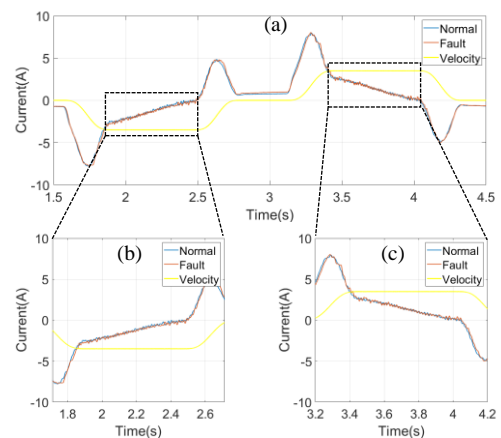 (a)
Normal
Fault
Velocity
Current(A)
10
5
0
-5
-10
1.5 2 2.5 3 3.5 4 4.5
Time(s)
(b)
Normal
Fault
Velocity
Current(A)
10
5
0
-5
-10
1.8 2 2.2 2.4 2.6
Time(s)
(c)
Normal
Fault
Velocity
Current(A)
10
5
0
-5
-10
3.2 3.4 3.6 3.8 4 4.2
Time(s)